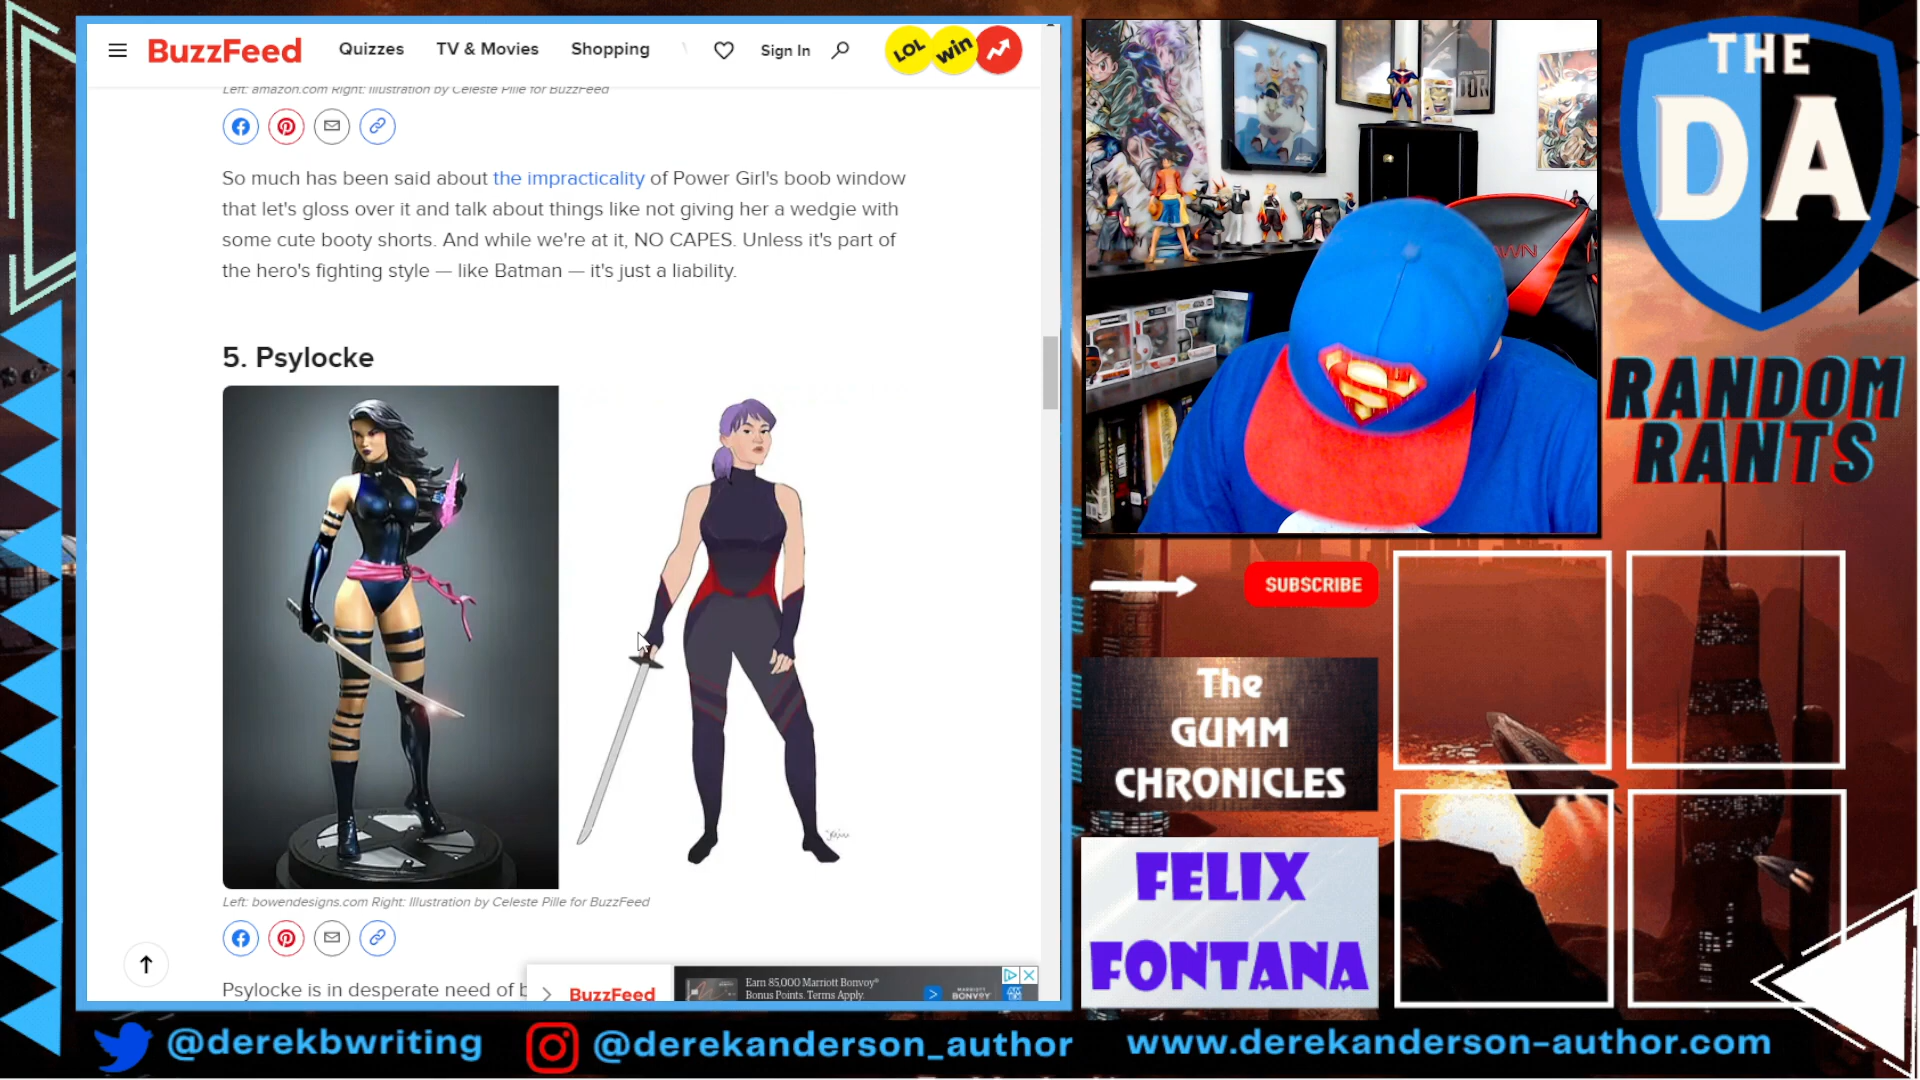 BuzzFeed
Quizzes
TV & Movies
Shopping
Sign In
LOL
win
Left: amazon.com Right: Illustration by Celeste Pille for BuzzFeed
So much has been said about the impracticality of Power Girl's boob window
that let's gloss over it and talk about things like not giving her a wedgie with
some cute booty shorts. And while we're at it, NO CAPES. Unless it's part of
the hero's fighting style — like Batman — it's just a liability.
5. Psylocke
Left: bowendesigns.com Right: Illustration by Celeste Pille for BuzzFeed
Psylocke is in desperate need of b
BuzzFeed
Earn 85,000 Marriott Bonvoy®
Bonus Points. Terms Apply.
MARRIOTT
BONVOY
THE
DA
RANDOM
RANTS
SUBSCRIBE
The
GUMM
CHRONICLES
FELIX
FONTANA
@derekbwriting
@derekanderson_author
www.derekanderson-author.com